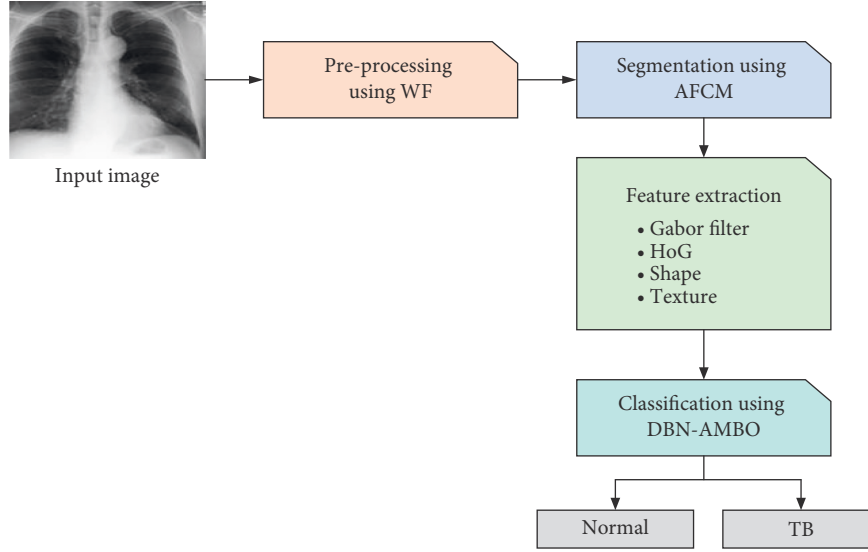 Input image
Pre-processing
using WF
Segmentation using
AFCM
Feature extraction
• Gabor filter
• HoG
• Shape
• Texture
Classification using
DBN-AMBO
Normal
TB